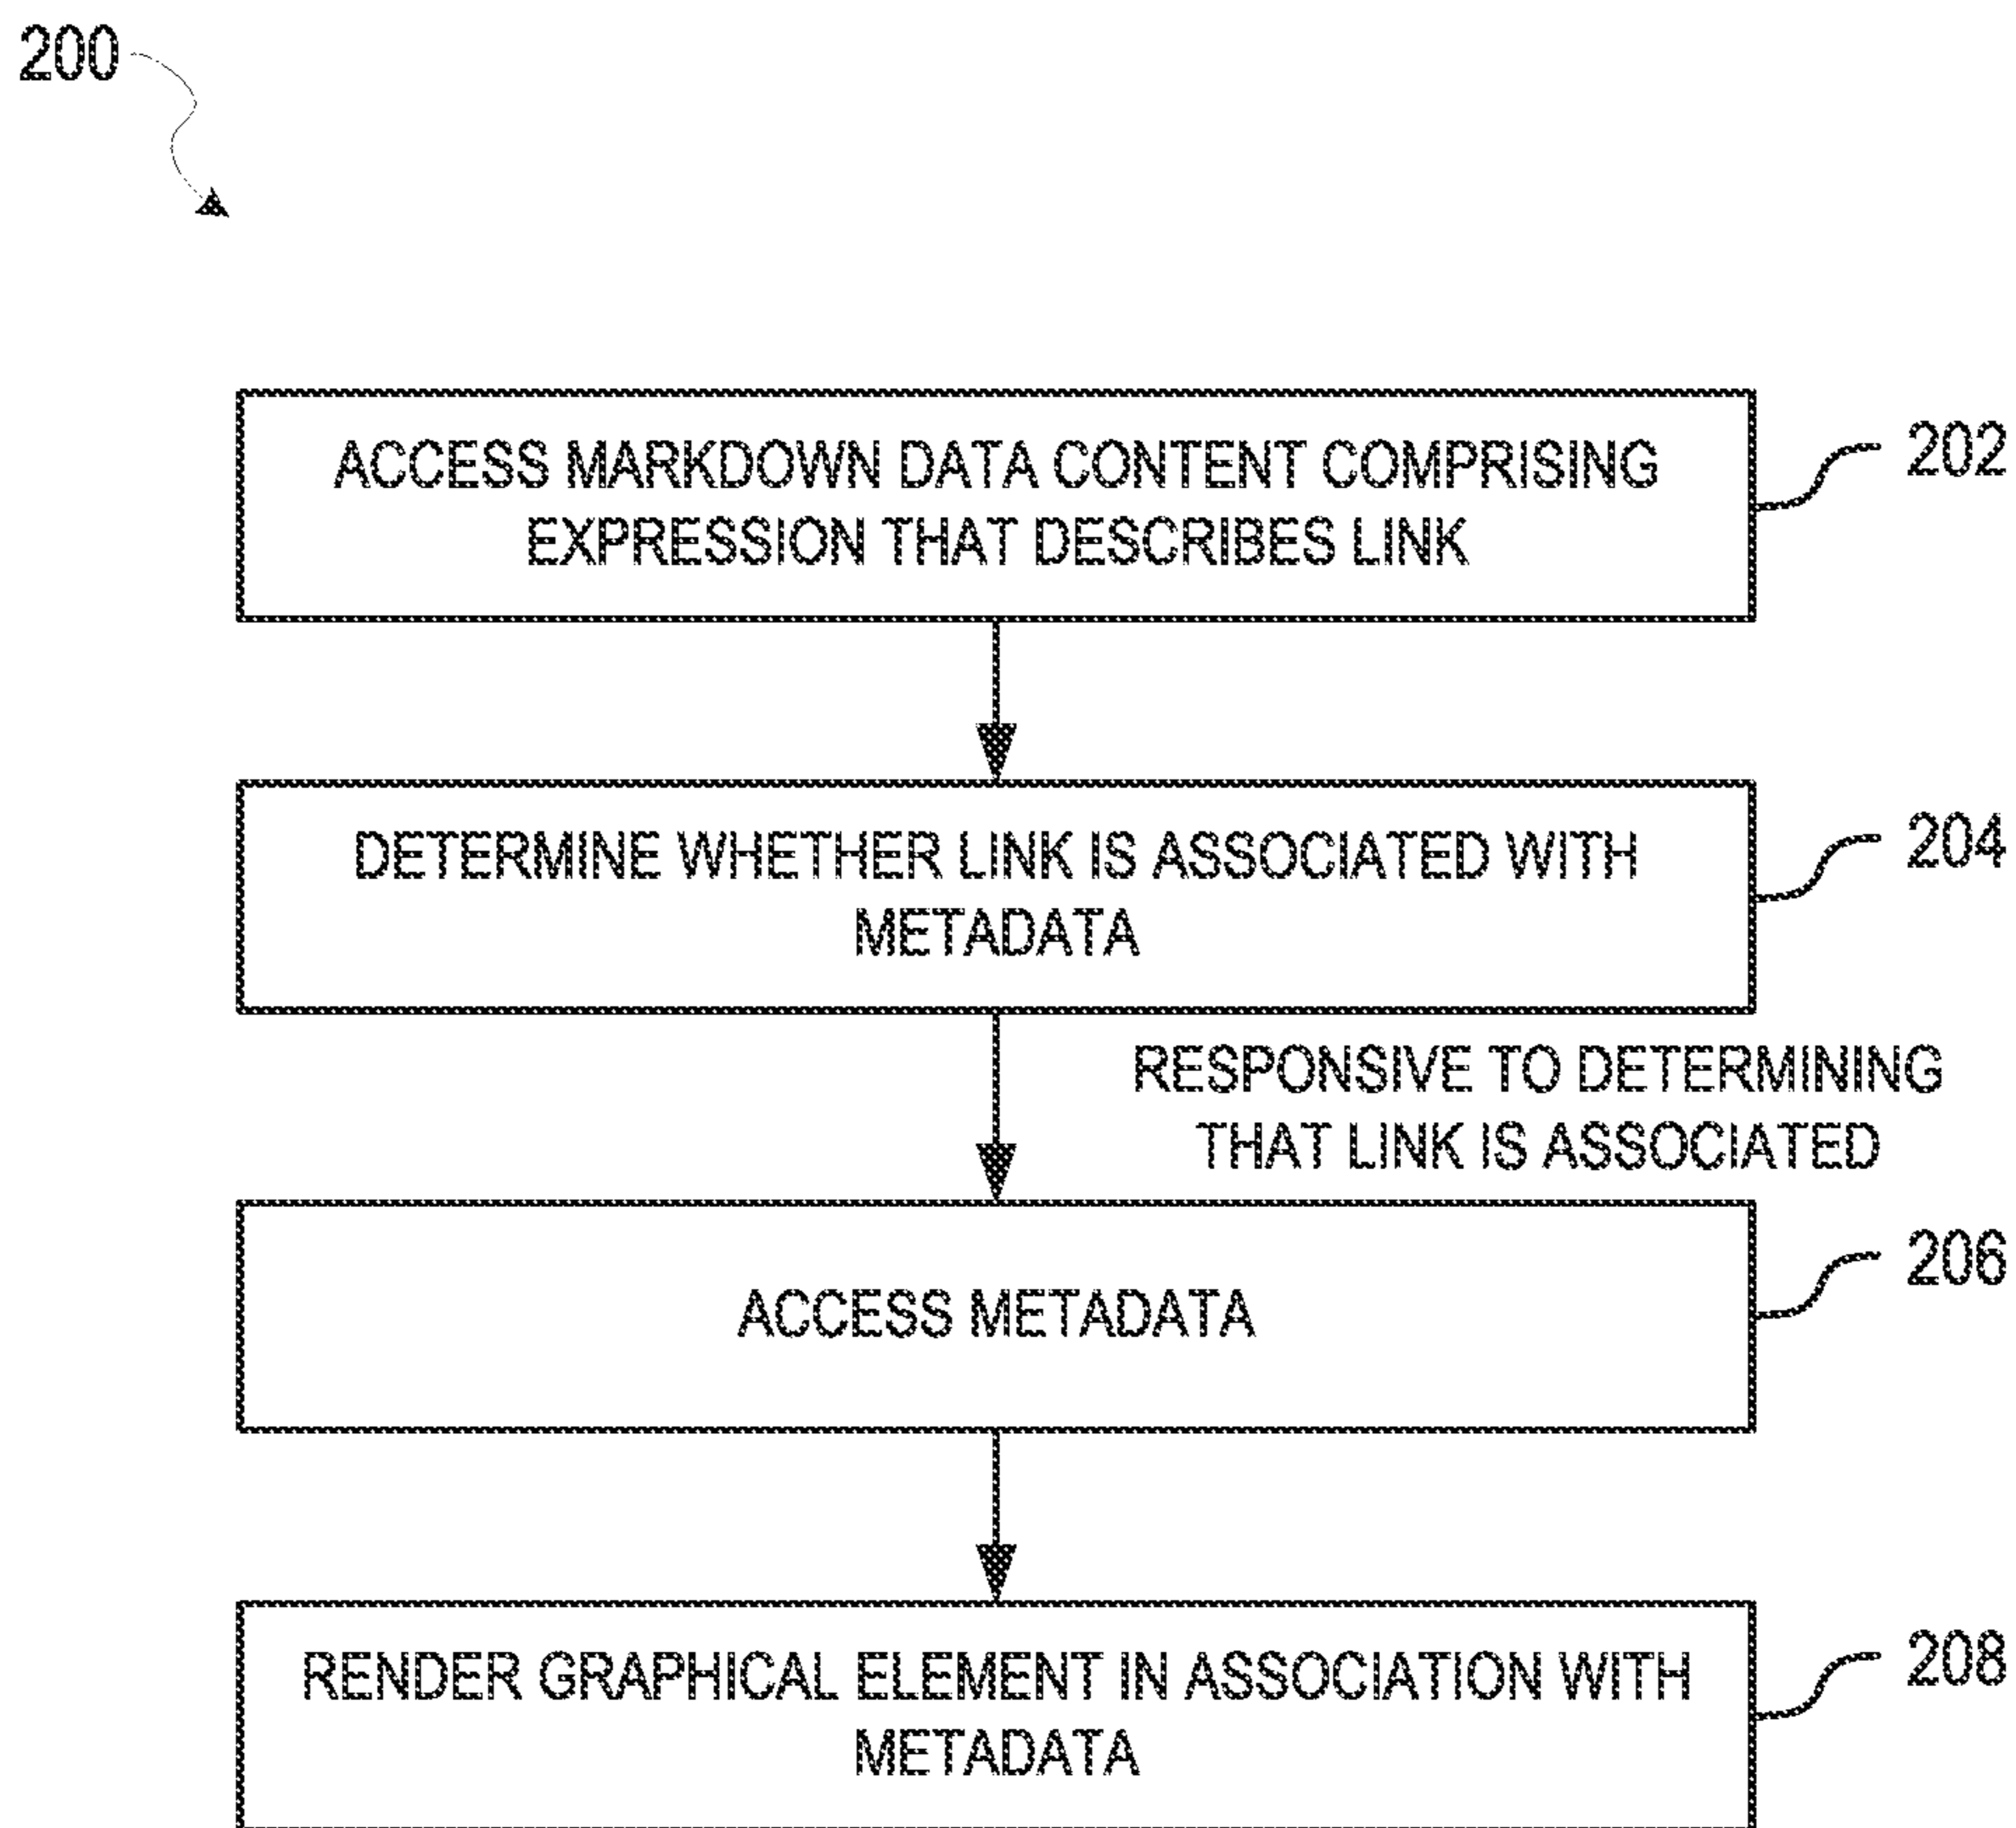 200
ACCESS MARKDOWN DATA CONTENT COMPRISING
EXPRESSION THAT DESCRIBES LINK
202
DETERMINE WHETHER LINK IS ASSOCIATED WITH
METADATA
204
RESPONSIVE TO DETERMINING
THAT LINK IS ASSOCIATED
ACCESS METADATA
206
RENDER GRAPHICAL ELEMENT IN ASSOCIATION WITH
METADATA
208